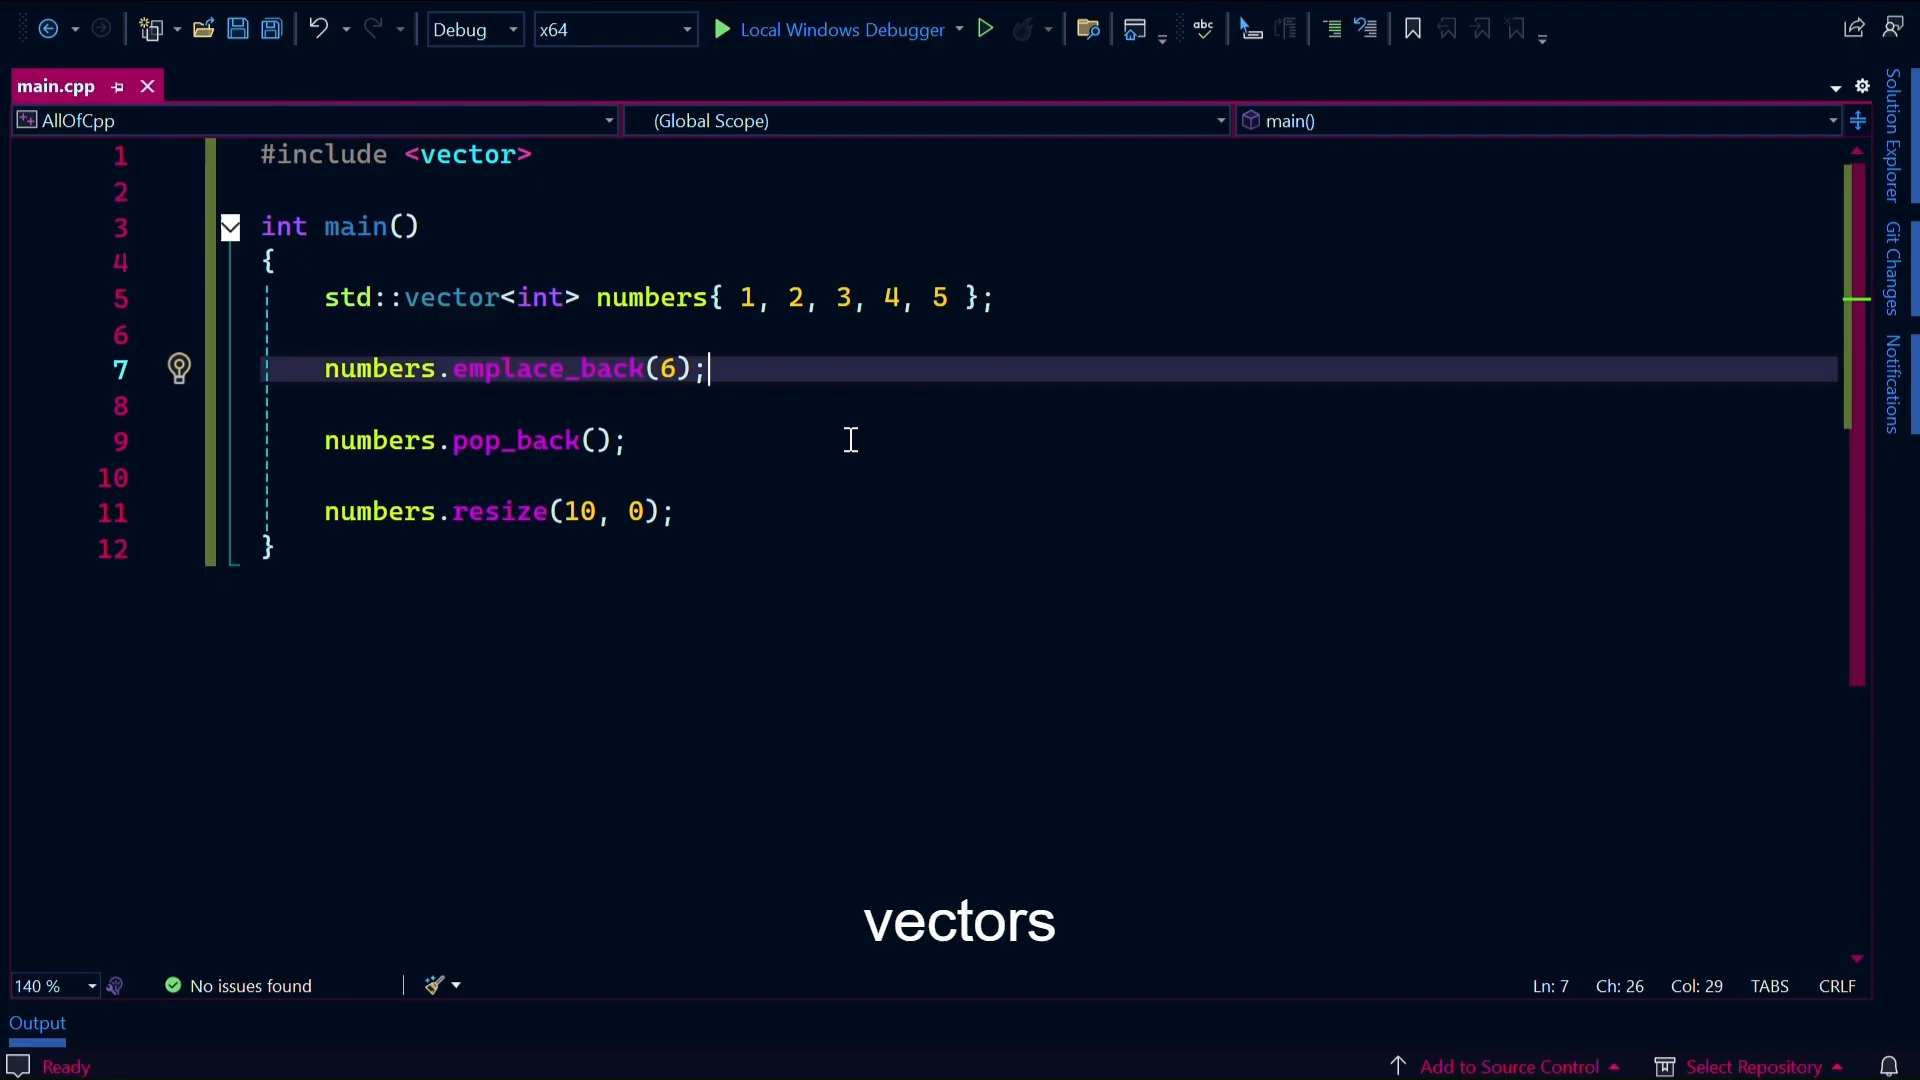 Debug x64 Local Windows Debugger
main.cpp
AllOfCpp (Global Scope) main()
1 #include <vector>
2
3 int main()
4 {
5 std::vector<int> numbers{ 1, 2, 3, 4, 5 };
6
7 numbers.emplace_back(6);
8
9 numbers.pop_back();
10
11 numbers.resize(10, 0);
12 }
Solution Explorer
Git Changes
Notifications
vectors
140 % No issues found Ln: 7 Ch: 26 Col: 29 TABS CRLF
Output
Ready Add to Source Control Select Repository
abc